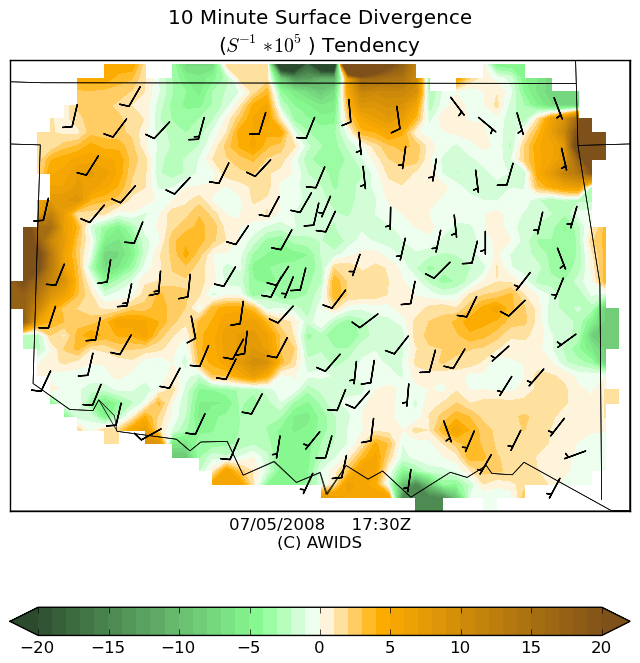 10 Minute Surface Divergence
(S⁻¹ ∗10⁵ ) Tendency
07/05/2008 17:30Z
(C) AWIDS
−20 −15 −10 −5 0 5 10 15 20